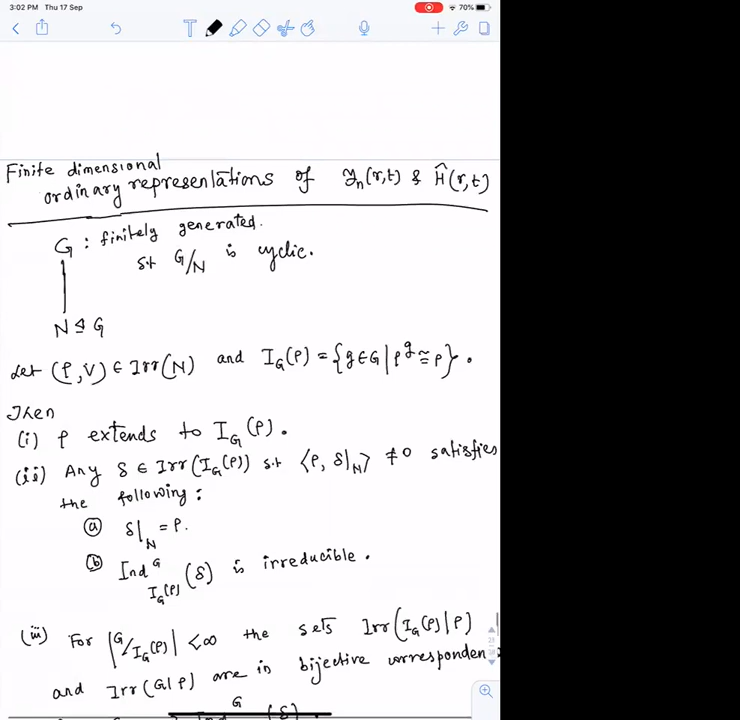 3:02 PM Thu 17 Sep
70%
Finite dimensional
ordinary representations of 𝒴ₙ(r,t) & Ĥ(r,t)
G : finitely generated.
st G/N is cyclic.
N ⊴ G
Let (ρ, V) ∈ Irr(N) and I_G(ρ) = {g ∈ G | ρ^g ≅ ρ}.
Then
(i) ρ extends to I_G(ρ).
(ii) Any δ ∈ Irr(I_G(ρ)) s.t ⟨ρ, δ|_N⟩ ≠ 0 satisfies
the following :
ⓐ δ|_N = ρ.
ⓑ Ind^G_{I_G(ρ)} (δ) is irreducible.
(iii) For |G/I_G(ρ)| < ∞ the sets Irr(I_G(ρ) | ρ)
and Irr(G|ρ) are in bijective corresponden